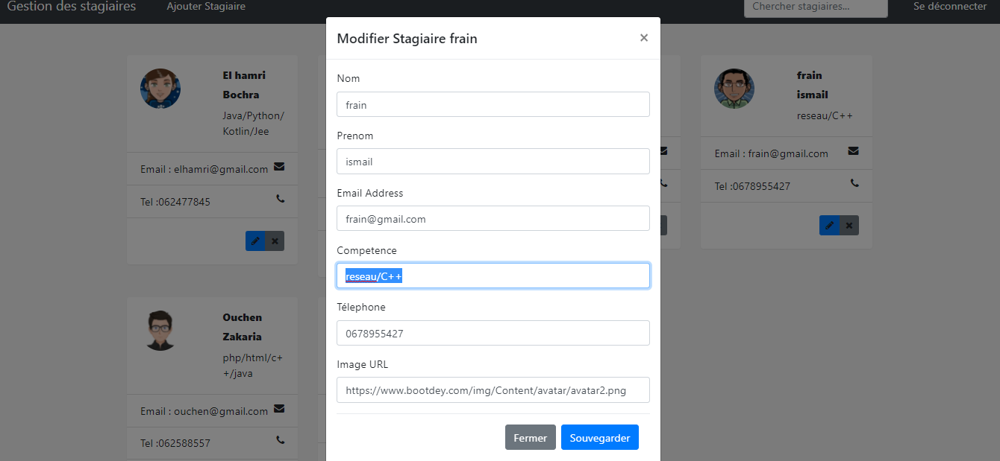 Gestion des stagiaires
Ajouter Stagiaire
Chercher stagiaires...
Se déconnecter
Modifier Stagiaire frain
×
Nom
frain
Prenom
ismail
Email Address
frain@gmail.com
Competence
reseau/C++
Télephone
0678955427
Image URL
https://www.bootdey.com/img/Content/avatar/avatar2.png
Fermer
Souvegarder
El hamri
Bochra
Java/Python/
Kotlin/Jee
Email : elhamri@gmail.com
Tel :062477845
frain
ismail
reseau/C++
Email : frain@gmail.com
Tel :0678955427
Ouchen
Zakaria
php/html/c+
+/java
Email : ouchen@gmail.com
Tel :062588557